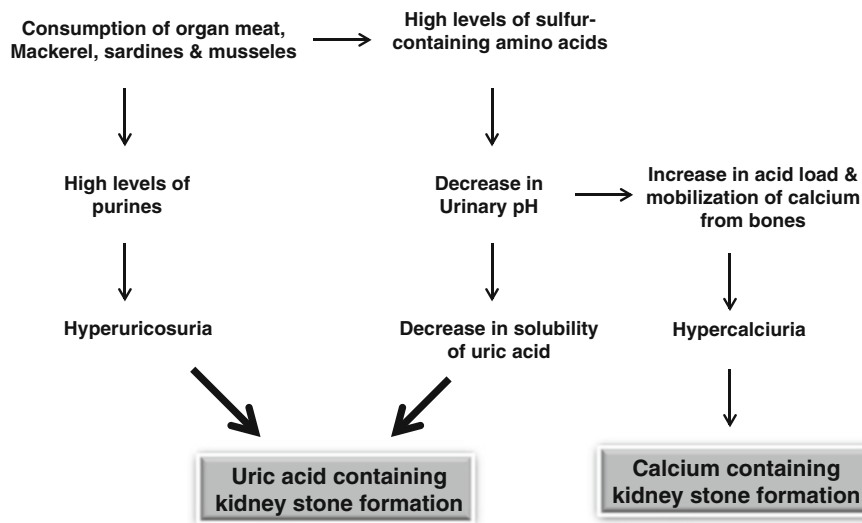 Consumption of organ meat,
Mackerel, sardines & musseles
High levels of sulfur-
containing amino acids
High levels of
purines
Decrease in
Urinary pH
Increase in acid load &
mobilization of calcium
from bones
Hyperuricosuria
Decrease in solubility
of uric acid
Hypercalciuria
Uric acid containing
kidney stone formation
Calcium containing
kidney stone formation